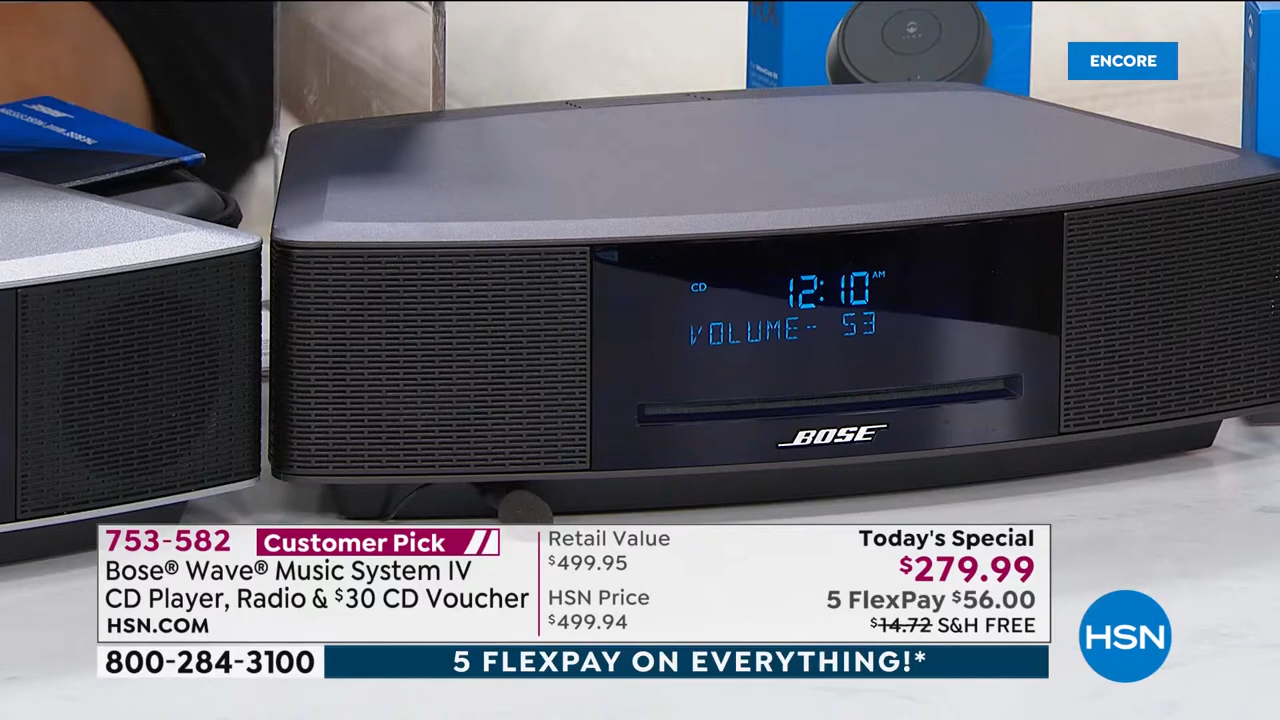 ENCORE
CD 12:10 AM
VOLUME- 53
BOSE
753-582 Customer Pick
Bose® Wave® Music System IV
CD Player, Radio & $30 CD Voucher
HSN.COM
Retail Value
$499.95
HSN Price
$499.94
Today's Special
$279.99
5 FlexPay $56.00
$14.72 S&H FREE
HSN
800-284-3100
5 FLEXPAY ON EVERYTHING!*